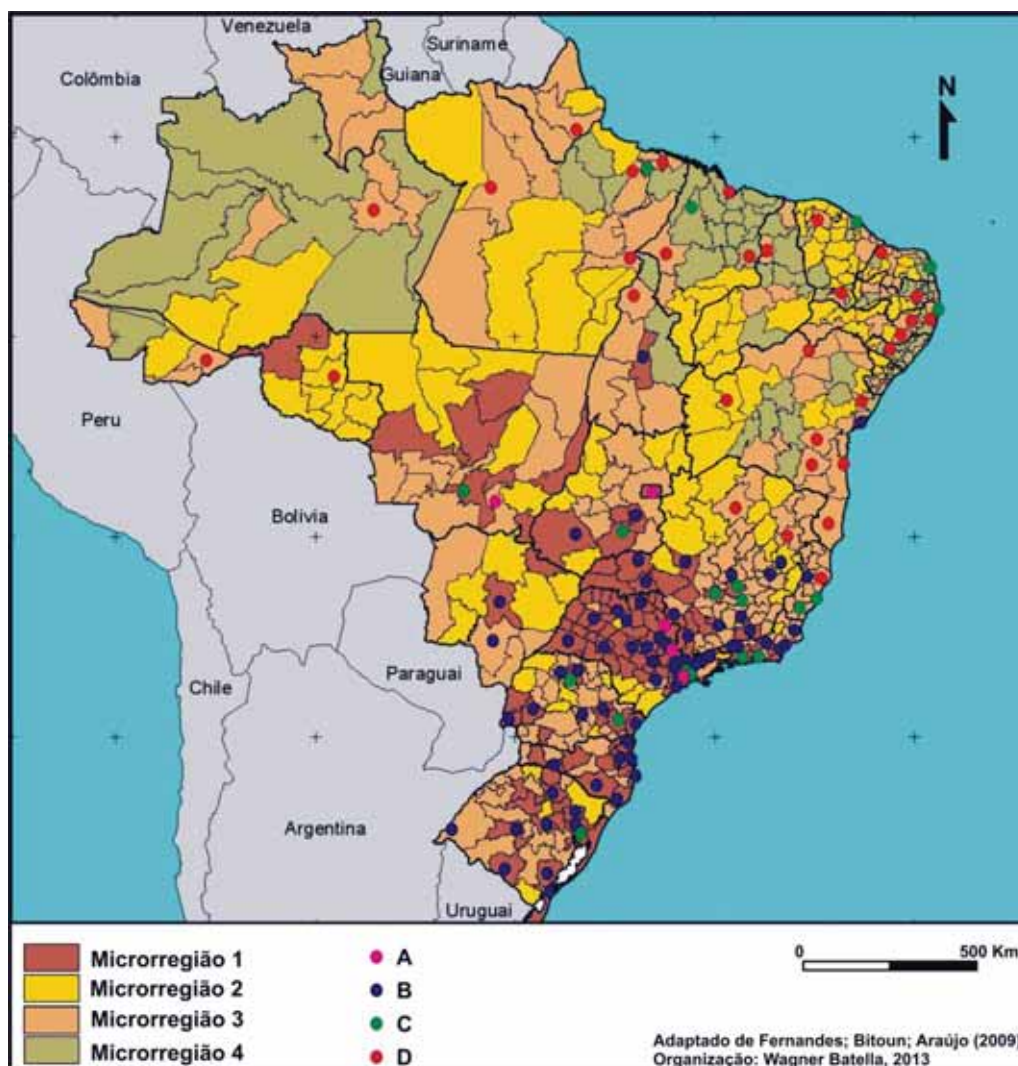 Venezuela
Suriname
Colômbia
Guiana
N
Peru
Bolívia
Paraguai
Chile
Argentina
Uruguai
Microrregião 1
Microrregião 2
Microrregião 3
Microrregião 4
A
B
C
D
0 500 Km
Adaptado de Fernandes; Bitoun; Araújo (2009)
Organização: Wagner Batella, 2013